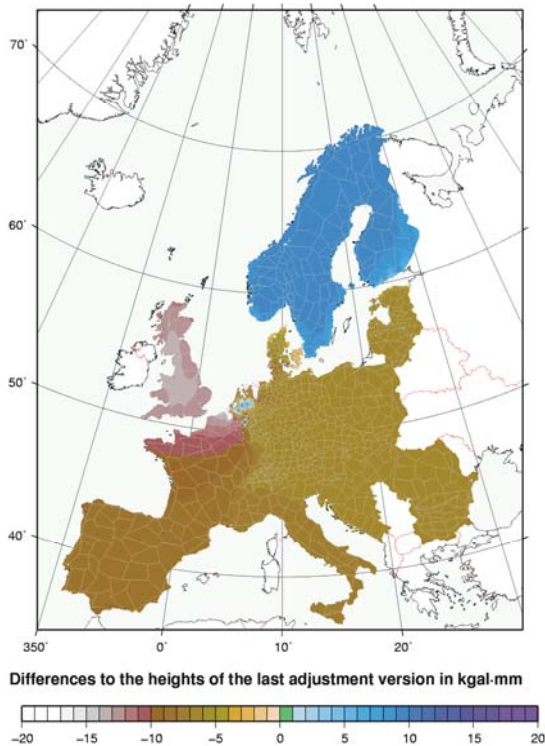 70˚
60˚
50˚
40˚
350˚ 0˚ 10˚ 20˚
Differences to the heights of the last adjustment version in kgal·mm
−20 −15 −10 −5 0 5 10 15 20